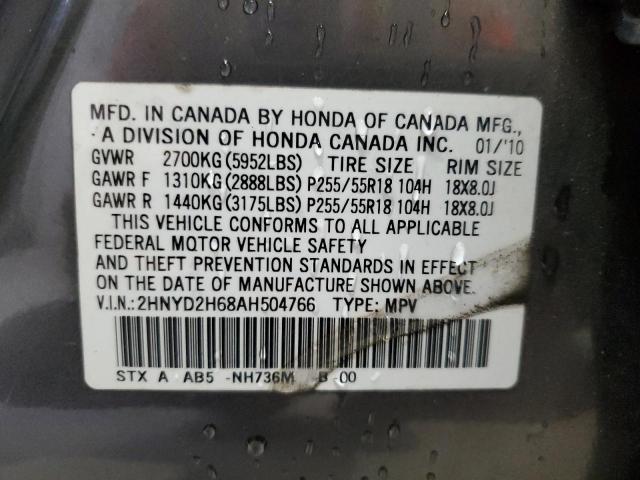 MFD. IN CANADA BY HONDA OF CANADA MFG.,
A DIVISION OF HONDA CANADA INC. 01/'10
GVWR 2700KG(5952LBS) TIRE SIZE RIM SIZE
GAWR F 1310KG(2888LBS) P255/55R18 104H 18X8.0J
GAWR R 1440KG(3175LBS) P255/55R18 104H 18X8.0J
THIS VEHICLE CONFORMS TO ALL APPLICABLE
FEDERAL MOTOR VEHICLE SAFETY
AND THEFT PREVENTION STANDARDS IN EFFECT
ON THE DATE OF MANUFACTURE SHOWN ABOVE.
V.I.N.:2HNYD2H68AH504766 TYPE: MPV
STX A AB5 -NH736M B -00